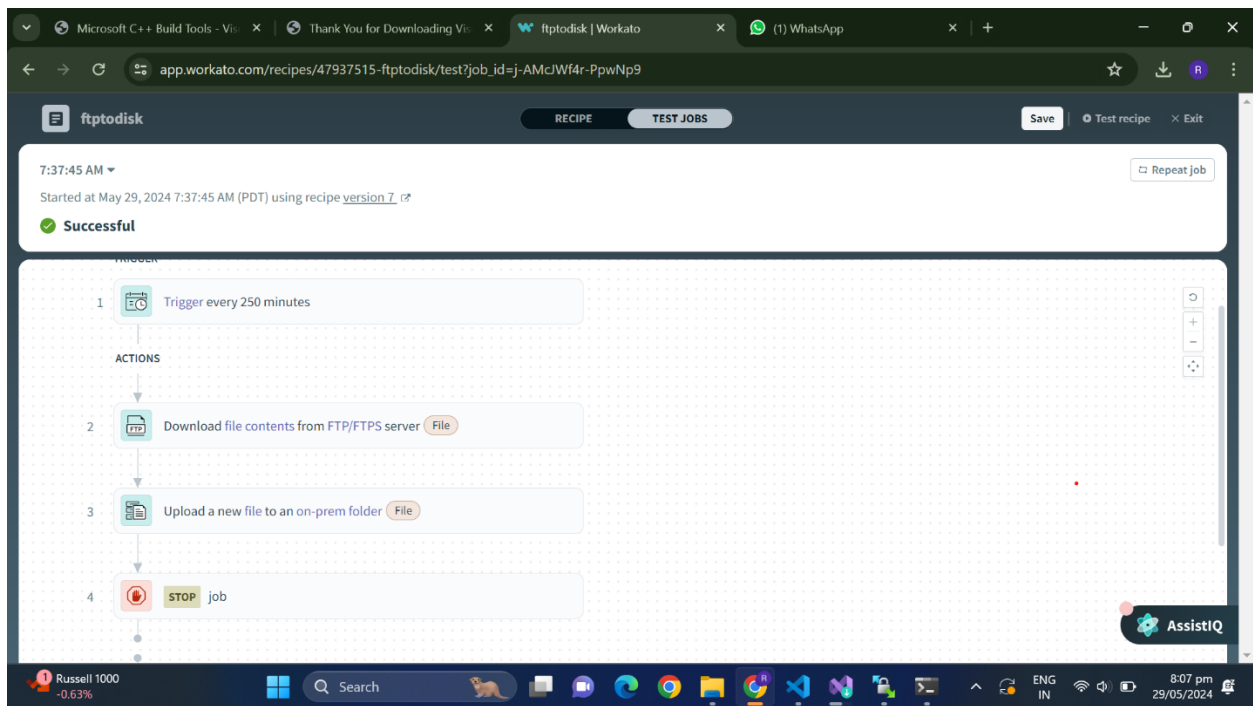 Microsoft C++ Build Tools - Vis
Thank You for Downloading Vis
ftptodisk | Workato
(1) WhatsApp
app.workato.com/recipes/47937515-ftptodisk/test?job_id=j-AMcJWf4r-PpwNp9
R
ftptodisk
RECIPE
TEST JOBS
Save
Test recipe
Exit
7:37:45 AM
Repeat job
Started at May 29, 2024 7:37:45 AM (PDT) using recipe version 7
Successful
TRIGGER
1 Trigger every 250 minutes
ACTIONS
2 FTP Download file contents from FTP/FTPS server File
3 Upload a new file to an on-prem folder File
4 STOP job
AssistIQ
1 Russell 1000
-0.63%
Search
ENG
IN
8:07 pm
29/05/2024